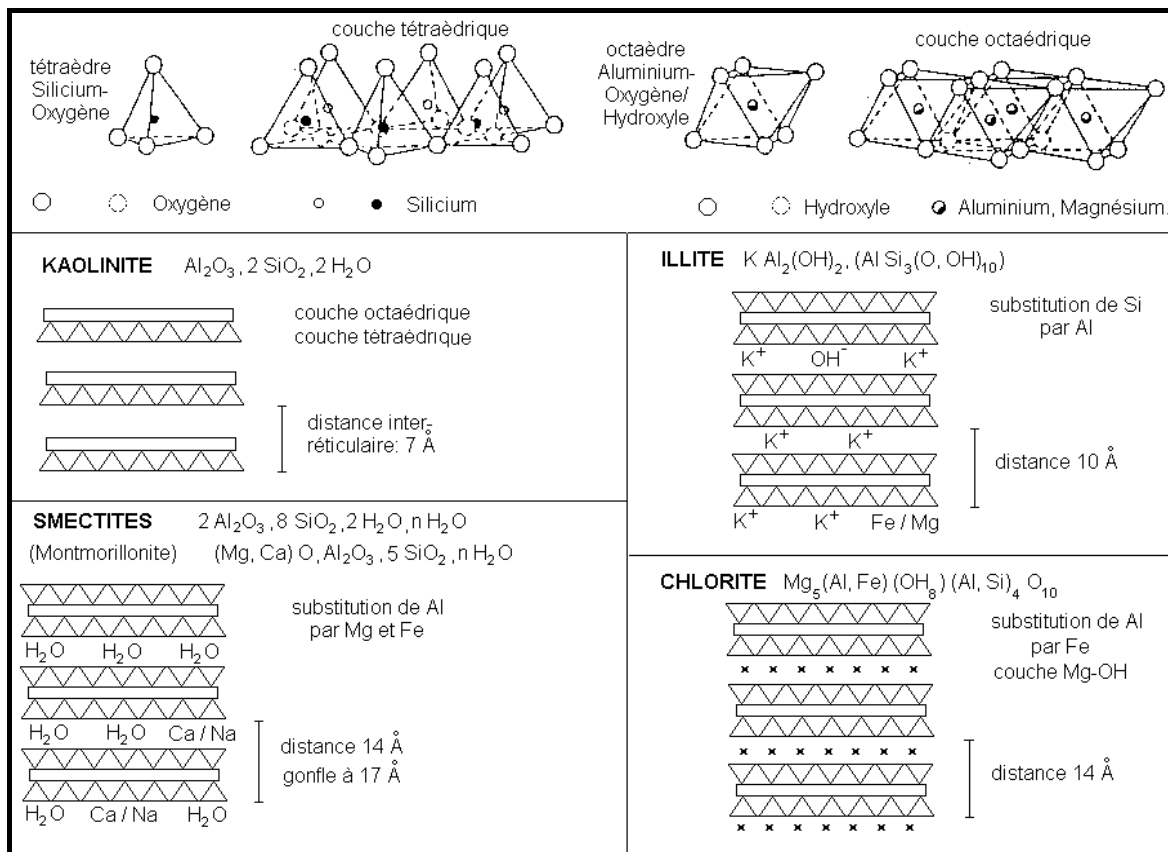 couche tétraèdrique
tétraèdre
Silicium-
Oxygène
octaèdre
Aluminium-
Oxygène/
Hydroxyle
couche octaédrique
Oxygène
Silicium
Hydroxyle
Aluminium, Magnésium.
KAOLINITE Al₂O₃, 2 SiO₂, 2 H₂O
couche octaédrique
couche tétraédrique
distance inter-
réticulaire: 7 Å
ILLITE K Al₂(OH)₂, (Al Si₃(O, OH)₁₀)
substitution de Si
par Al
K⁺ OH⁻ K⁺
K⁺ K⁺
distance 10 Å
K⁺ K⁺ Fe / Mg
SMECTITES 2 Al₂O₃, 8 SiO₂, 2 H₂O, n H₂O
(Montmorillonite) (Mg, Ca) O, Al₂O₃, 5 SiO₂, n H₂O
substitution de Al
par Mg et Fe
H₂O H₂O H₂O
H₂O H₂O Ca / Na
distance 14 Å
gonfle à 17 Å
H₂O Ca / Na H₂O
CHLORITE Mg₅(Al, Fe) (OH₈) (Al, Si)₄ O₁₀
substitution de Al
par Fe
couche Mg-OH
distance 14 Å